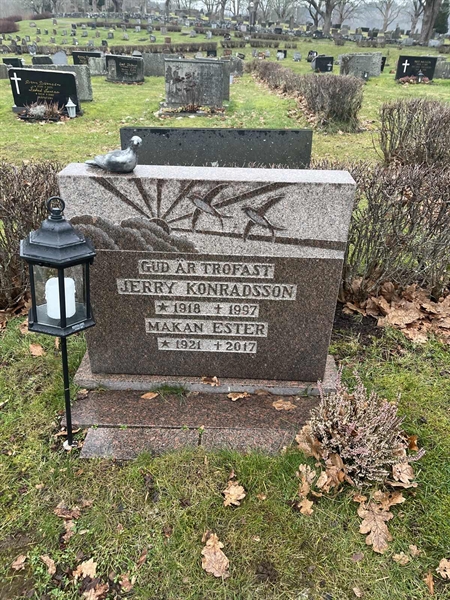 GUD ÄR TROFAST
JERRY KONRADSSON
★ 1918 ✝ 1997
MAKAN ESTER
★ 1921 ✝ 2017